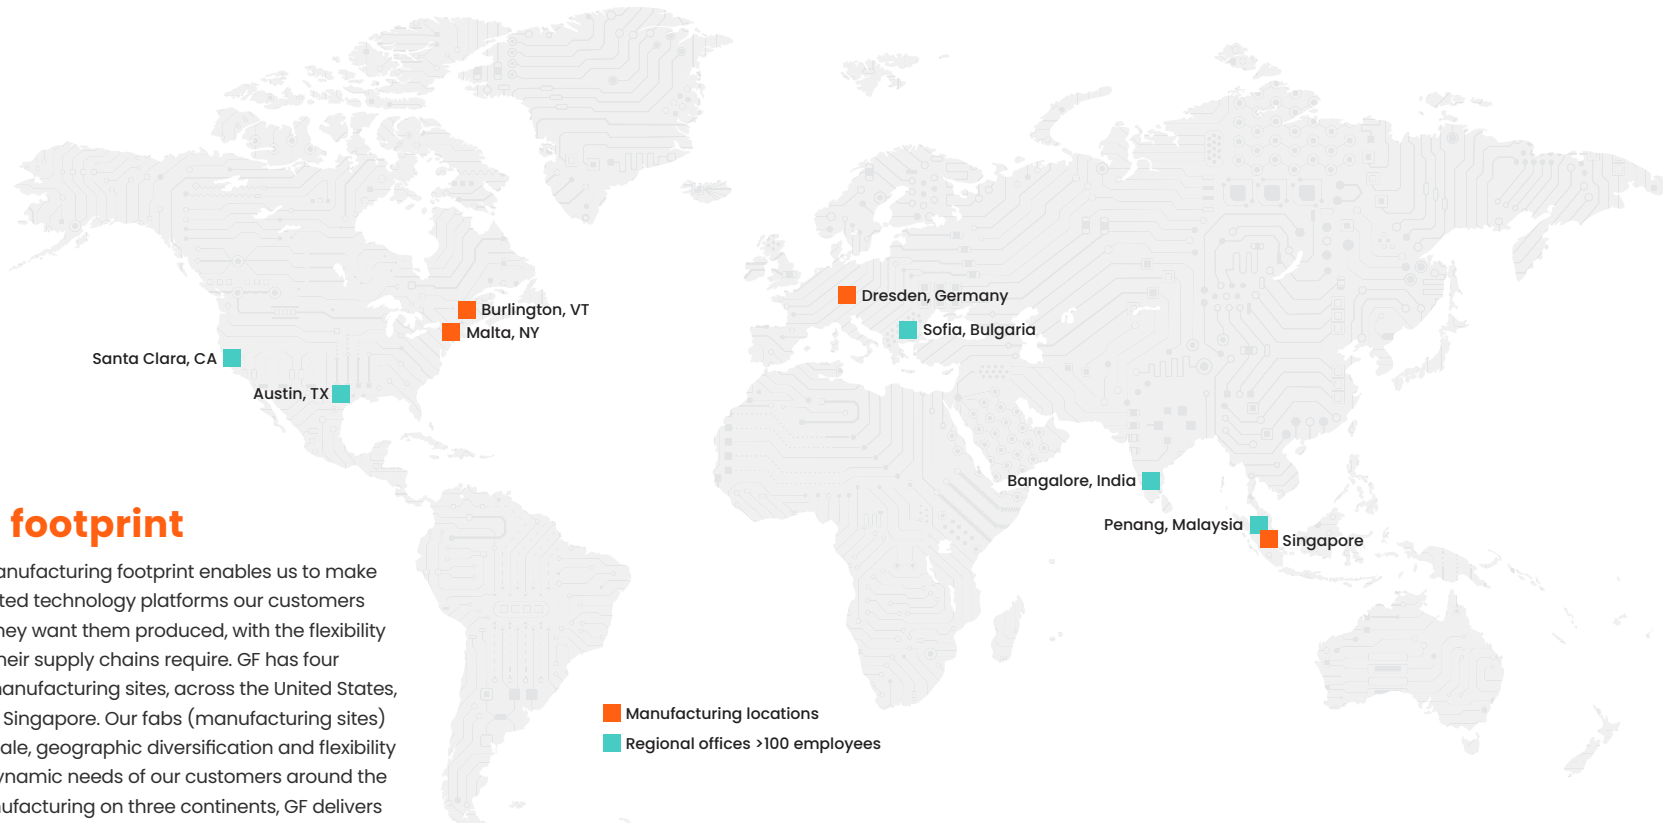 Burlington, VT
Malta, NY
Santa Clara, CA
Austin, TX
Dresden, Germany
Sofia, Bulgaria
Bangalore, India
Penang, Malaysia
Singapore
footprint
anufacturing footprint enables us to make
ted technology platforms our customers
hey want them produced, with the flexibility
heir supply chains require. GF has four
nanufacturing sites, across the United States,
Singapore. Our fabs (manufacturing sites)
ale, geographic diversification and flexibility
ynamic needs of our customers around the
nufacturing on three continents, GF delivers
Manufacturing locations
Regional offices >100 employees